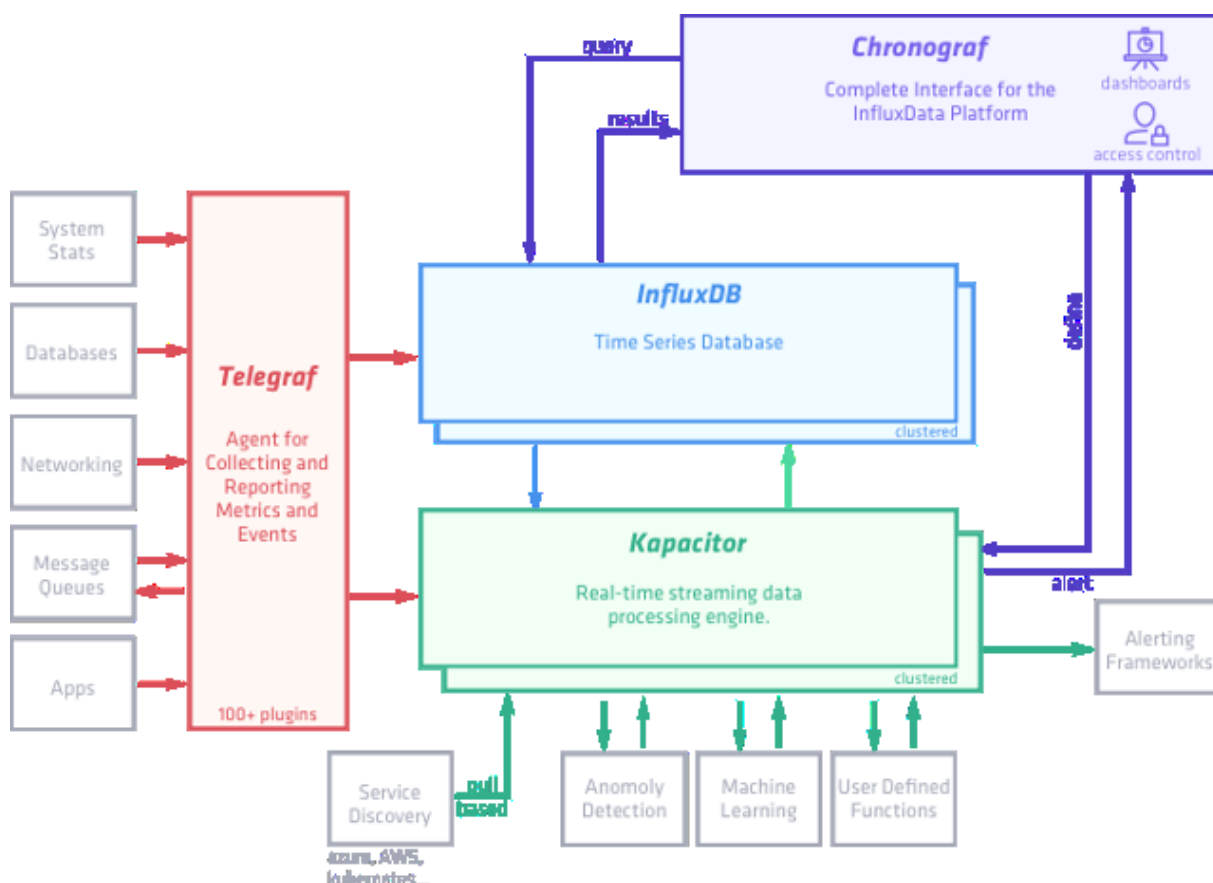 query
Chronograf
Complete Interface for the
InfluxData Platform
dashboards
access control
results
System
Stats
Databases
Networking
Message
Queues
Apps
Telegraf
Agent for
Collecting and
Reporting
Metrics and
Events
100+ plugins
InfluxDB
Time Series Database
clustered
define
Kapacitor
Real-time streaming data
processing engine.
clustered
alert
Alerting
Frameworks
Service
Discovery
pull
based
azure, AWS,
kubernetes...
Anomoly
Detection
Machine
Learning
User Defined
Functions